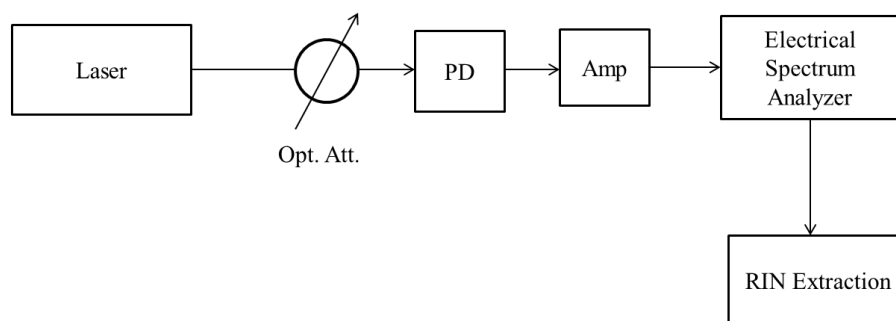 Laser
Opt. Att.
PD
Amp
Electrical
Spectrum
Analyzer
RIN Extraction